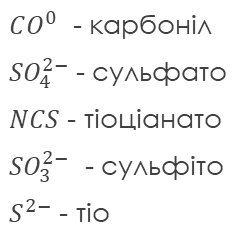 CO⁰ - карбоніл
SO₄²⁻ - сульфато
NCS - тіоціанато
SO₃²⁻ - сульфіто
S²⁻ - тіо